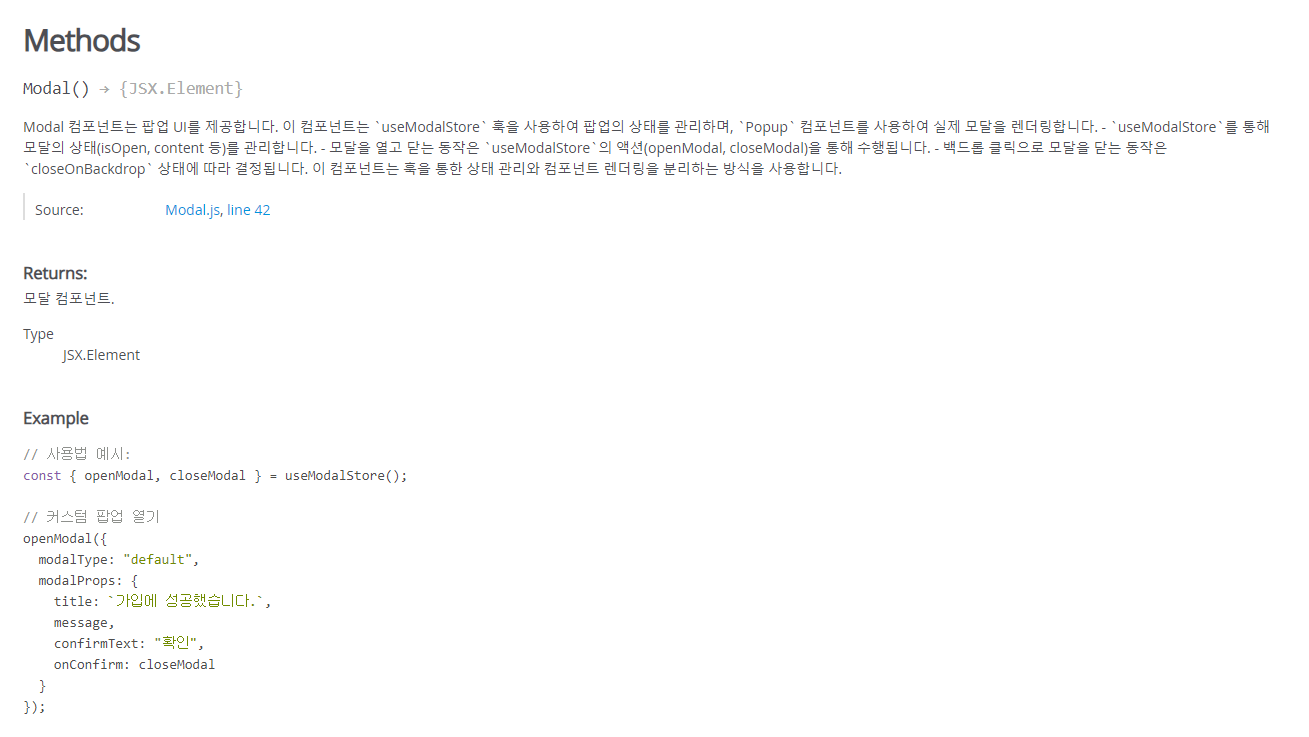 Methods
Modal() → {JSX.Element}
Modal 컴포넌트는 팝업 UI를 제공합니다. 이 컴포넌트는 `useModalStore` 훅을 사용하여 팝업의 상태를 관리하며, `Popup` 컴포넌트를 사용하여 실제 모달을 렌더링합니다. - `useModalStore`를 통해
모달의 상태(isOpen, content 등)를 관리합니다. - 모달을 열고 닫는 동작은 `useModalStore`의 액션(openModal, closeModal)을 통해 수행됩니다. - 백드롭 클릭으로 모달을 닫는 동작은
`closeOnBackdrop` 상태에 따라 결정됩니다. 이 컴포넌트는 훅을 통한 상태 관리와 컴포넌트 렌더링을 분리하는 방식을 사용합니다.
Source: Modal.js, line 42
Returns:
모달 컴포넌트.
Type
JSX.Element
Example
// 사용법 예시:
const { openModal, closeModal } = useModalStore();
// 커스텀 팝업 열기
openModal({
  modalType: "default",
  modalProps: {
    title: `가입에 성공했습니다.`,
    message,
    confirmText: "확인",
    onConfirm: closeModal
  }
});